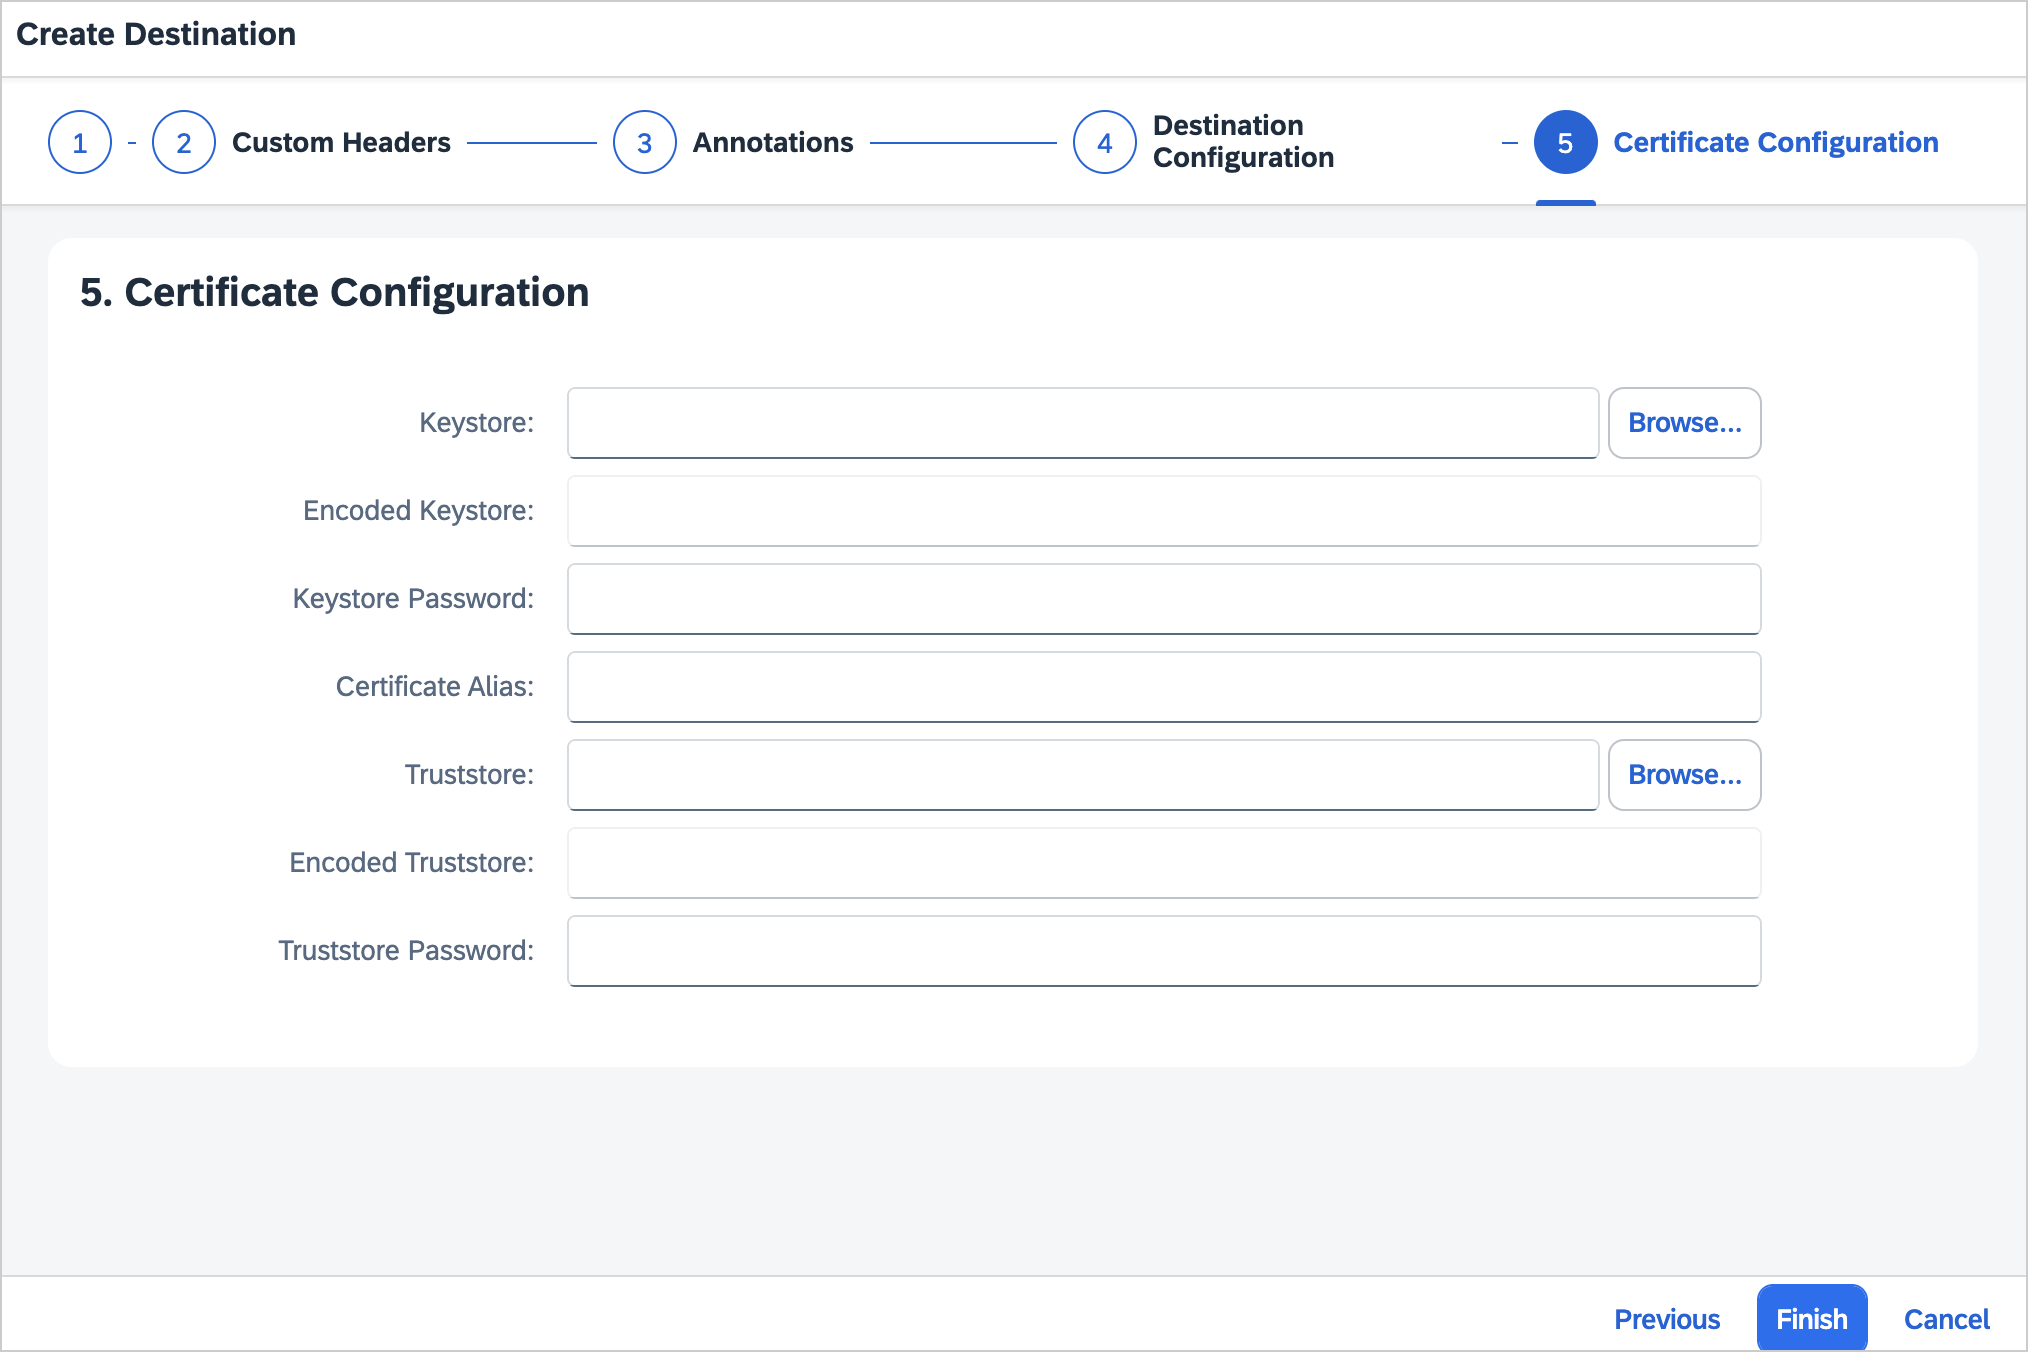 Create Destination
1 - 2 Custom Headers 3 Annotations 4 Destination Configuration 5 Certificate Configuration
5. Certificate Configuration
Keystore: Browse...
Encoded Keystore:
Keystore Password:
Certificate Alias:
Truststore: Browse...
Encoded Truststore:
Truststore Password:
Previous Finish Cancel